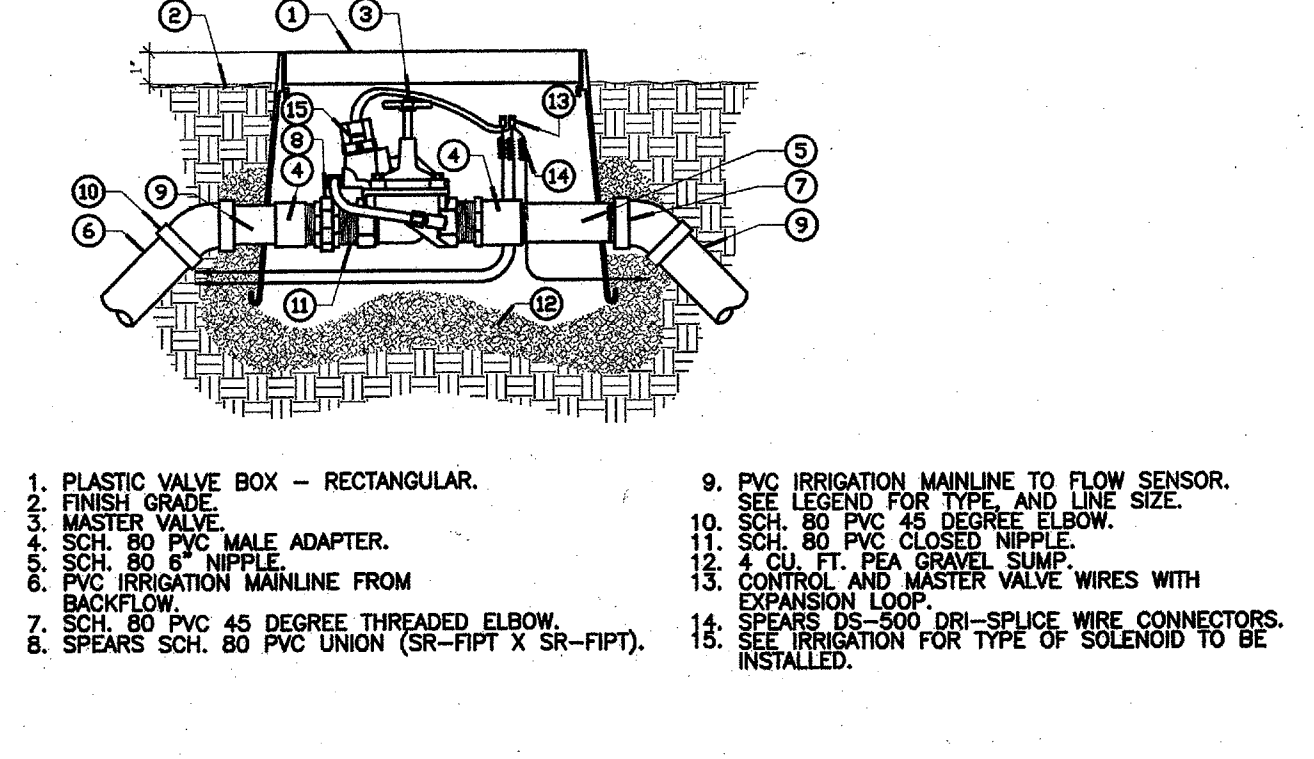 2
1
3
1"
13
15
8
4
4
14
5
10
9
7
6
9
11
12
1. PLASTIC VALVE BOX – RECTANGULAR.
2. FINISH GRADE.
3. MASTER VALVE.
4. SCH. 80 PVC MALE ADAPTER.
5. SCH. 80 6" NIPPLE.
6. PVC IRRIGATION MAINLINE FROM
BACKFLOW.
7. SCH. 80 PVC 45 DEGREE THREADED ELBOW.
8. SPEARS SCH. 80 PVC UNION (SR-FIPT X SR-FIPT).
9. PVC IRRIGATION MAINLINE TO FLOW SENSOR.
SEE LEGEND FOR TYPE, AND LINE SIZE.
10. SCH. 80 PVC 45 DEGREE ELBOW.
11. SCH. 80 PVC CLOSED NIPPLE.
12. 4 CU. FT. PEA GRAVEL SUMP.
13. CONTROL AND MASTER VALVE WIRES WITH
EXPANSION LOOP.
14. SPEARS DS-500 DRI-SPLICE WIRE CONNECTORS.
15. SEE IRRIGATION FOR TYPE OF SOLENOID TO BE
INSTALLED.